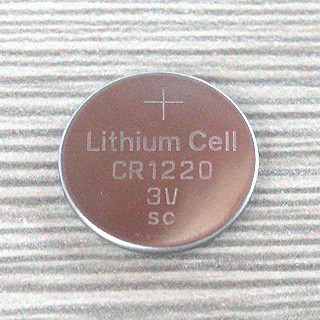 +
Lithium Cell
CR1220
3V
SC